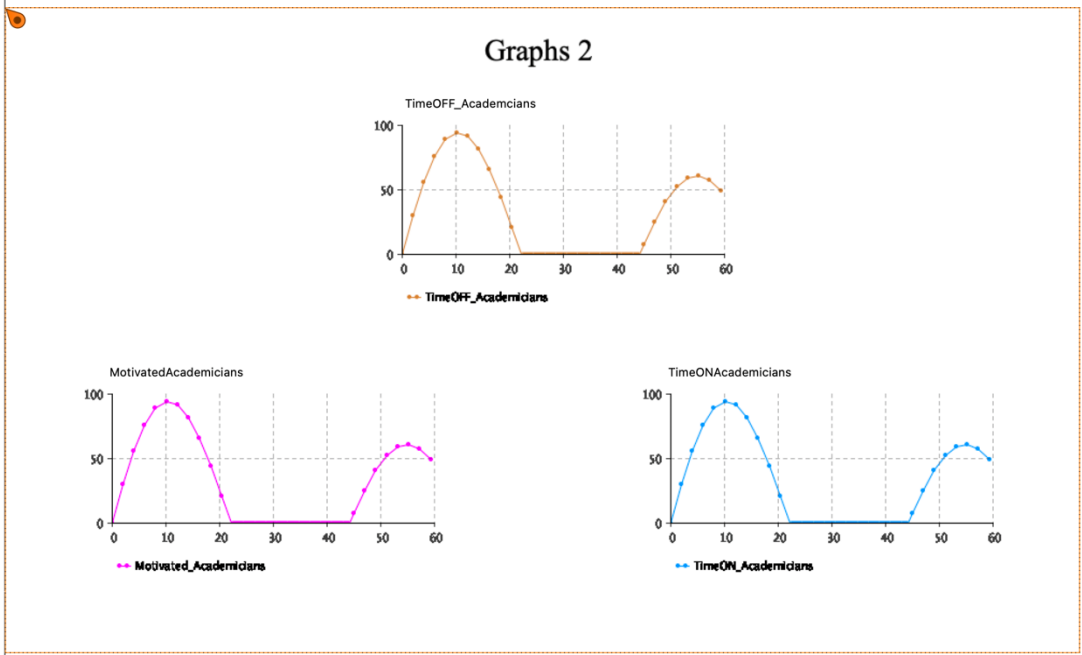 Graphs 2
TimeOFF_Academcians
100
50
0
0 10 20 30 40 50 60
TimeOFF_Academicians
MotivatedAcademicians
100
50
0
0 10 20 30 40 50 60
Motivated_Academicians
TimeONAcademicians
100
50
0
0 10 20 30 40 50 60
TimeON_Academicians